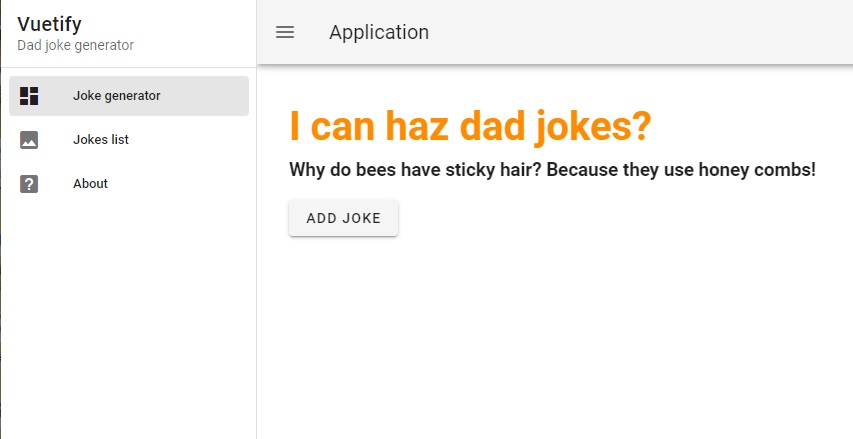 Vuetify
Dad joke generator
Joke generator
Jokes list
About
Application
I can haz dad jokes?
Why do bees have sticky hair? Because they use honey combs!
ADD JOKE